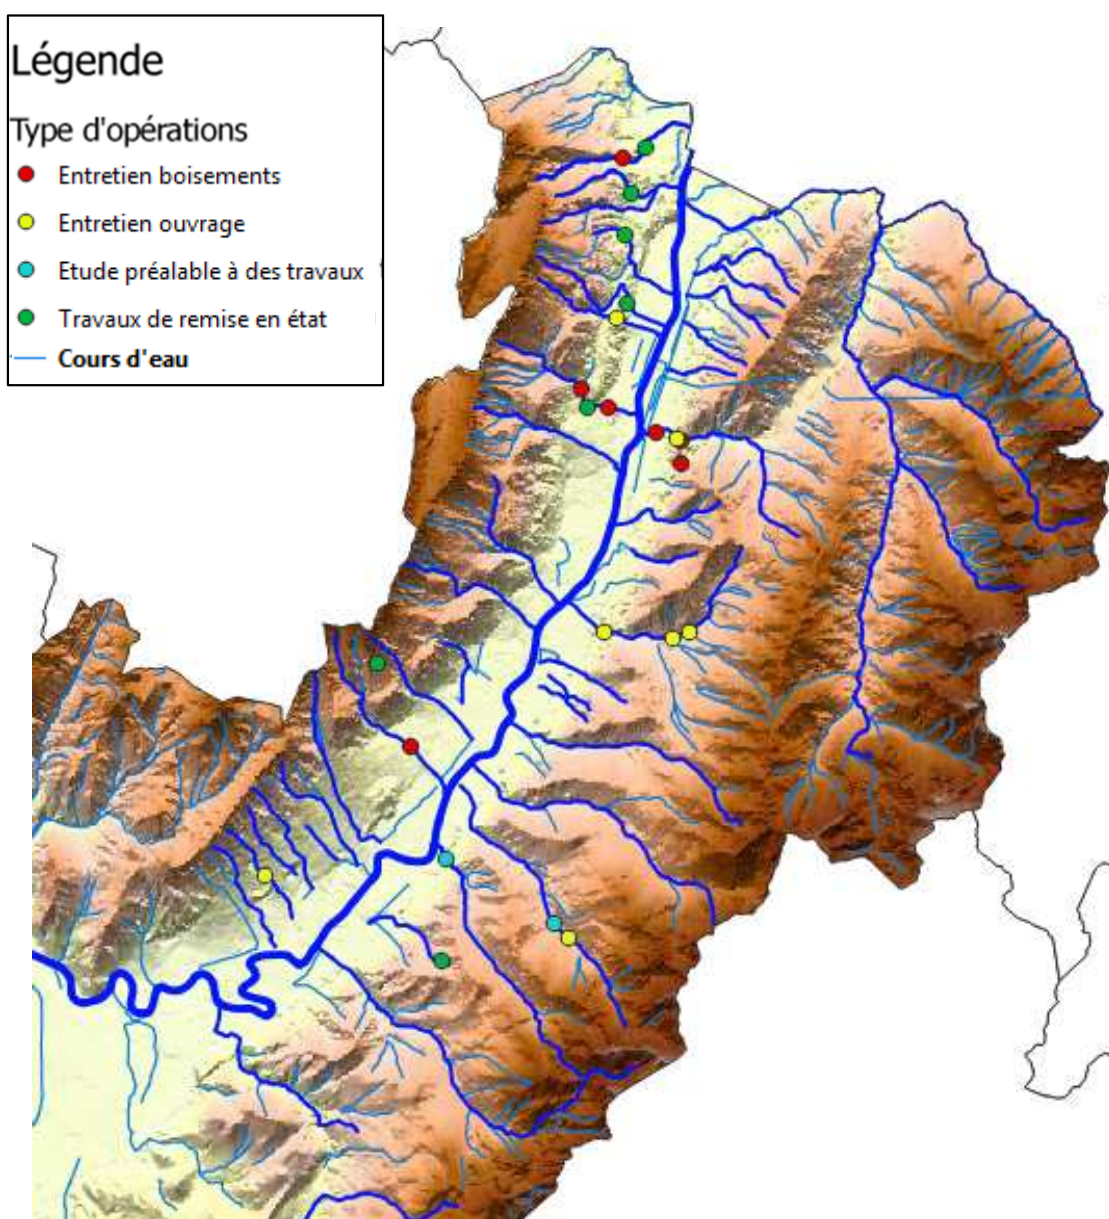 Légende
Type d'opérations
Entretien boisements
Entretien ouvrage
Etude préalable à des travaux
Travaux de remise en état
Cours d'eau